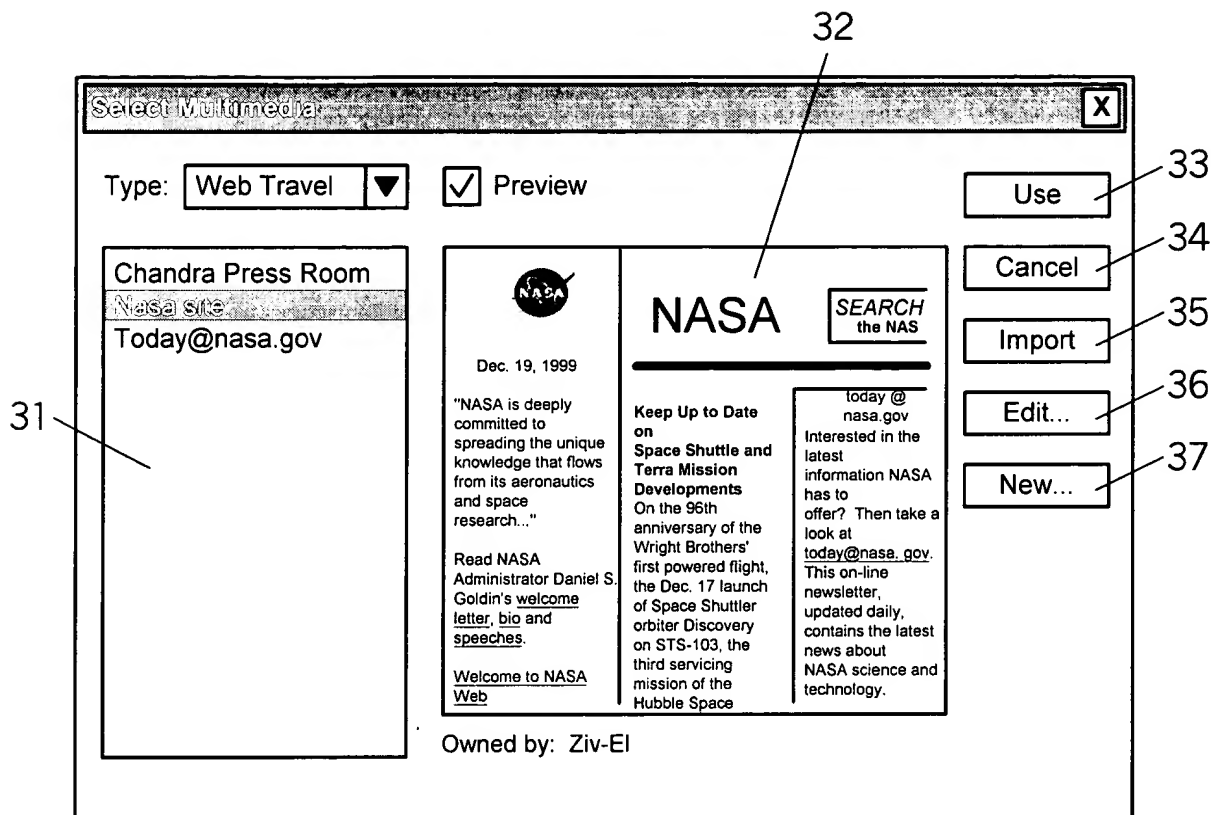 32
Select Multimedia
X
Type: Web Travel
Preview
Use
33
Cancel
34
Import
35
Edit...
36
New...
37
Chandra Press Room
Nasa site
Today@nasa.gov
31
NASA
Dec. 19, 1999
"NASA is deeply
committed to
spreading the unique
knowledge that flows
from its aeronautics
and space
research..."
Read NASA
Administrator Daniel S.
Goldin's welcome
letter, bio and
speeches.
Welcome to NASA
Web
NASA
SEARCH
the NAS
Keep Up to Date
on
Space Shuttle and
Terra Mission
Developments
On the 96th
anniversary of the
Wright Brothers'
first powered flight,
the Dec. 17 launch
of Space Shuttler
orbiter Discovery
on STS-103, the
third servicing
mission of the
Hubble Space
today @
nasa.gov
Interested in the
latest
information NASA
has to
offer? Then take a
look at
today@nasa. gov.
This on-line
newsletter,
updated daily,
contains the latest
news about
NASA science and
technology.
Owned by: Ziv-El